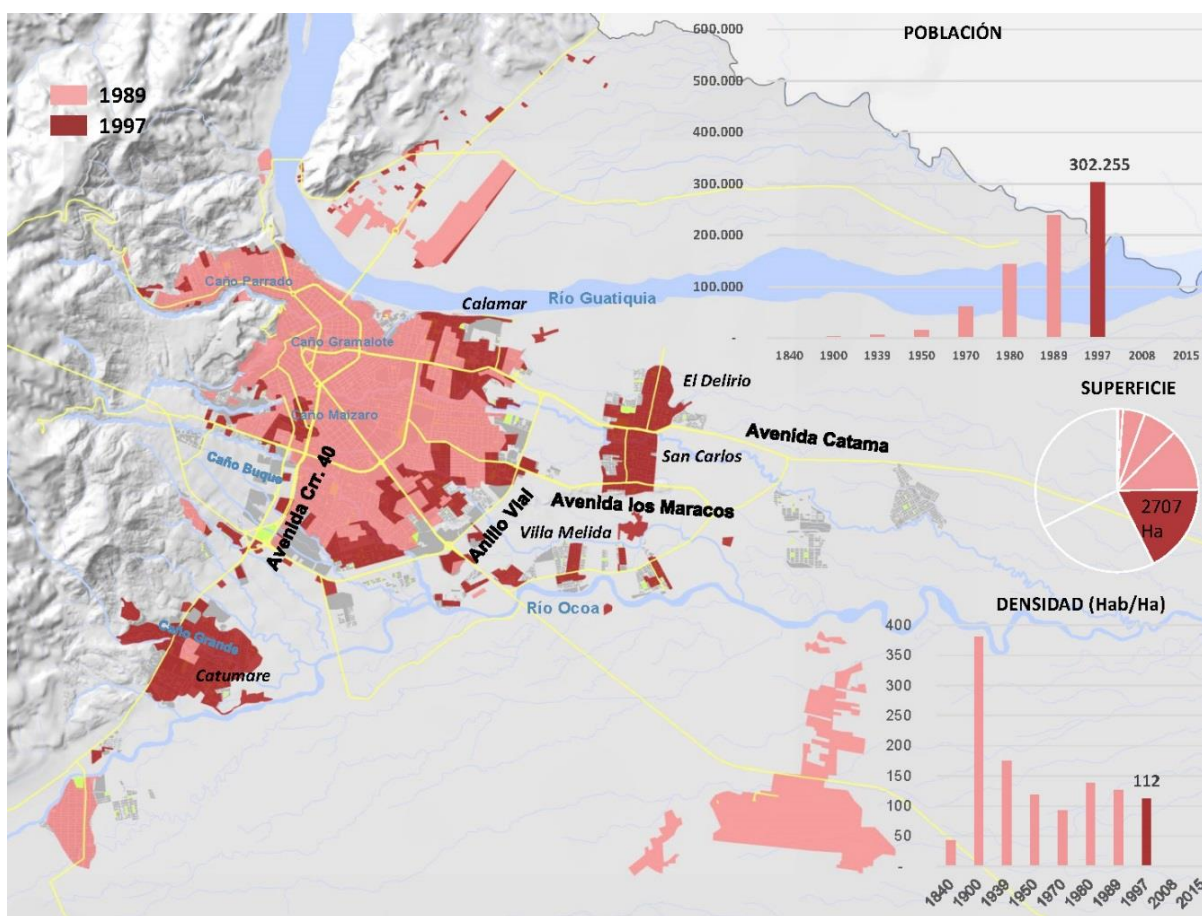 1989
1997
POBLACIÓN
600.000
500.000
400.000
300.000
200.000
100.000
-
302.255
1840 1900 1939 1950 1970 1980 1989 1997 2008 2015
Caño Parrado
Calamar
Río Guatiquia
Caño Gramalote
El Delirio
Caño Maizaro
Avenida Catama
San Carlos
Caño Buque
Avenida Crr. 40
Avenida los Maracos
Anillo Vial
Villa Melida
Río Ocoa
Caño Grande
Catumare
SUPERFICIE
2707
Ha
DENSIDAD (Hab/Ha)
400
350
300
250
200
150
100
50
-
112
1840 1900 1939 1950 1970 1980 1989 1997 2008 2015